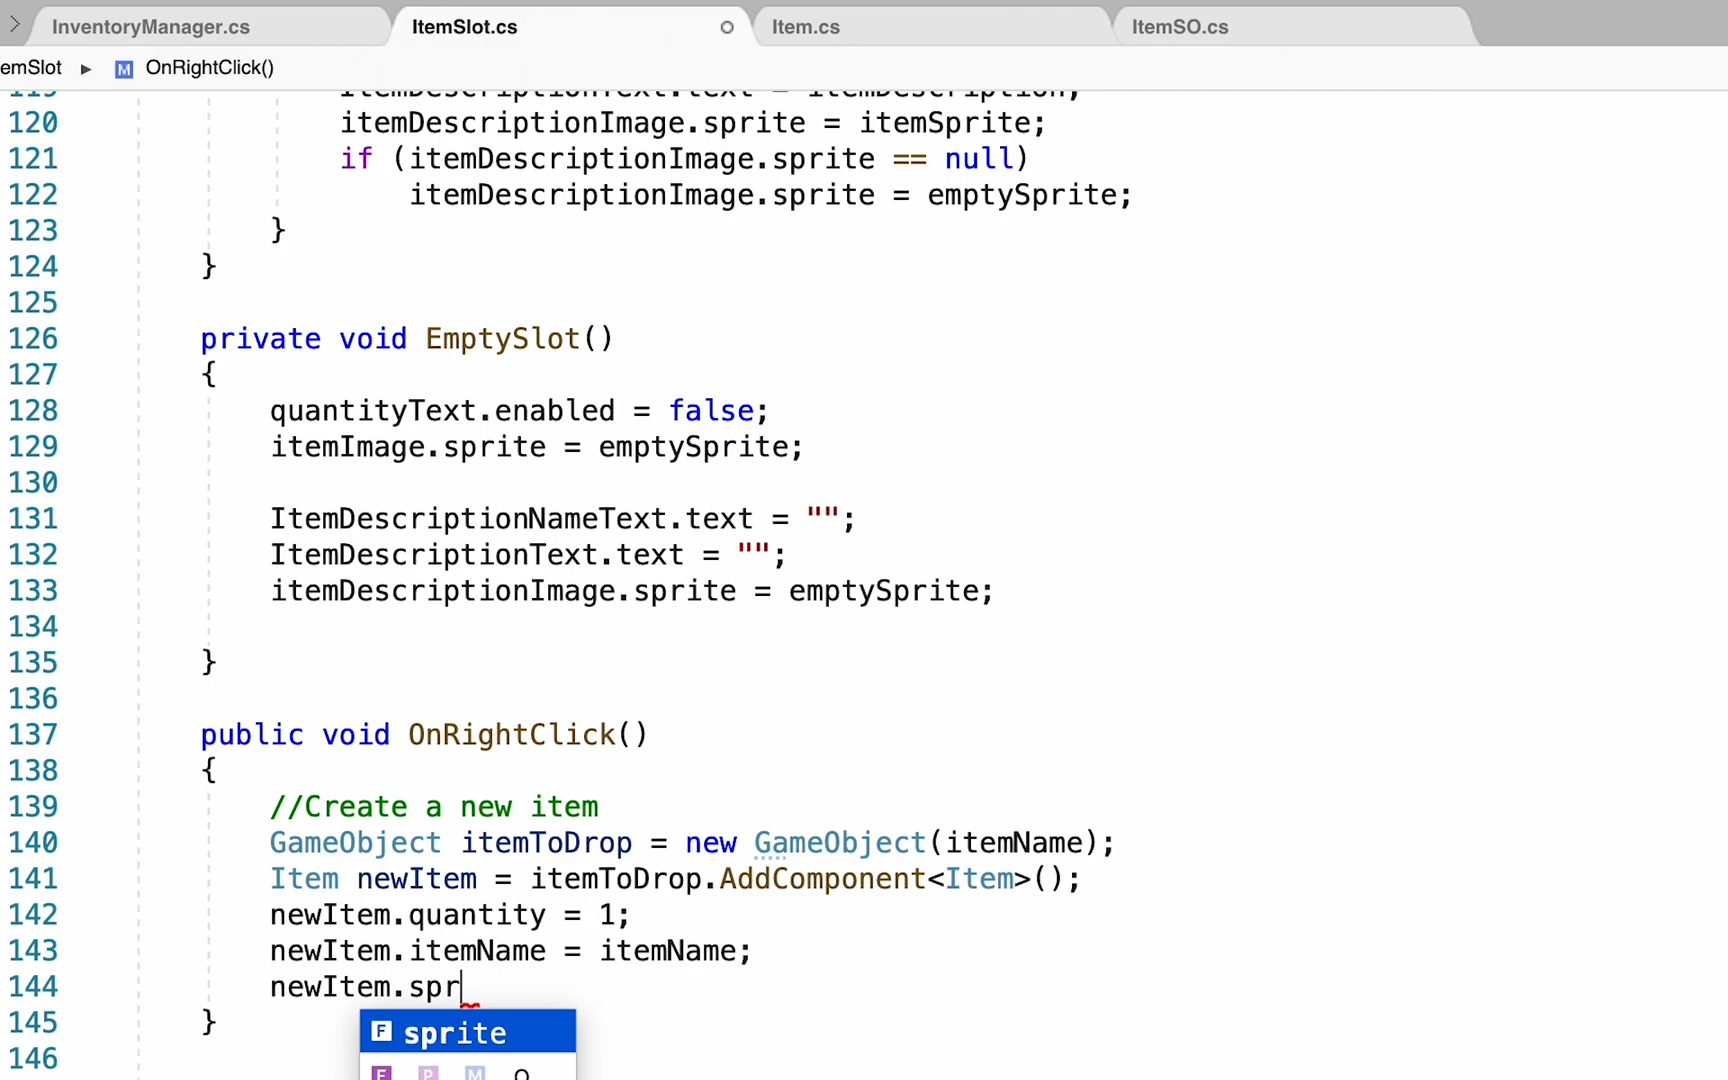 InventoryManager.cs ItemSlot.cs Item.cs ItemSO.cs
emSlot ▶ M OnRightClick()
119 itemDescriptionText.text = itemDescription;
120 itemDescriptionImage.sprite = itemSprite;
121 if (itemDescriptionImage.sprite == null)
122 itemDescriptionImage.sprite = emptySprite;
123 }
124 }
125
126 private void EmptySlot()
127 {
128 quantityText.enabled = false;
129 itemImage.sprite = emptySprite;
130
131 ItemDescriptionNameText.text = "";
132 ItemDescriptionText.text = "";
133 itemDescriptionImage.sprite = emptySprite;
134
135 }
136
137 public void OnRightClick()
138 {
139 //Create a new item
140 GameObject itemToDrop = new GameObject(itemName);
141 Item newItem = itemToDrop.AddComponent<Item>();
142 newItem.quantity = 1;
143 newItem.itemName = itemName;
144 newItem.spr
145 }
F sprite
146
F P M